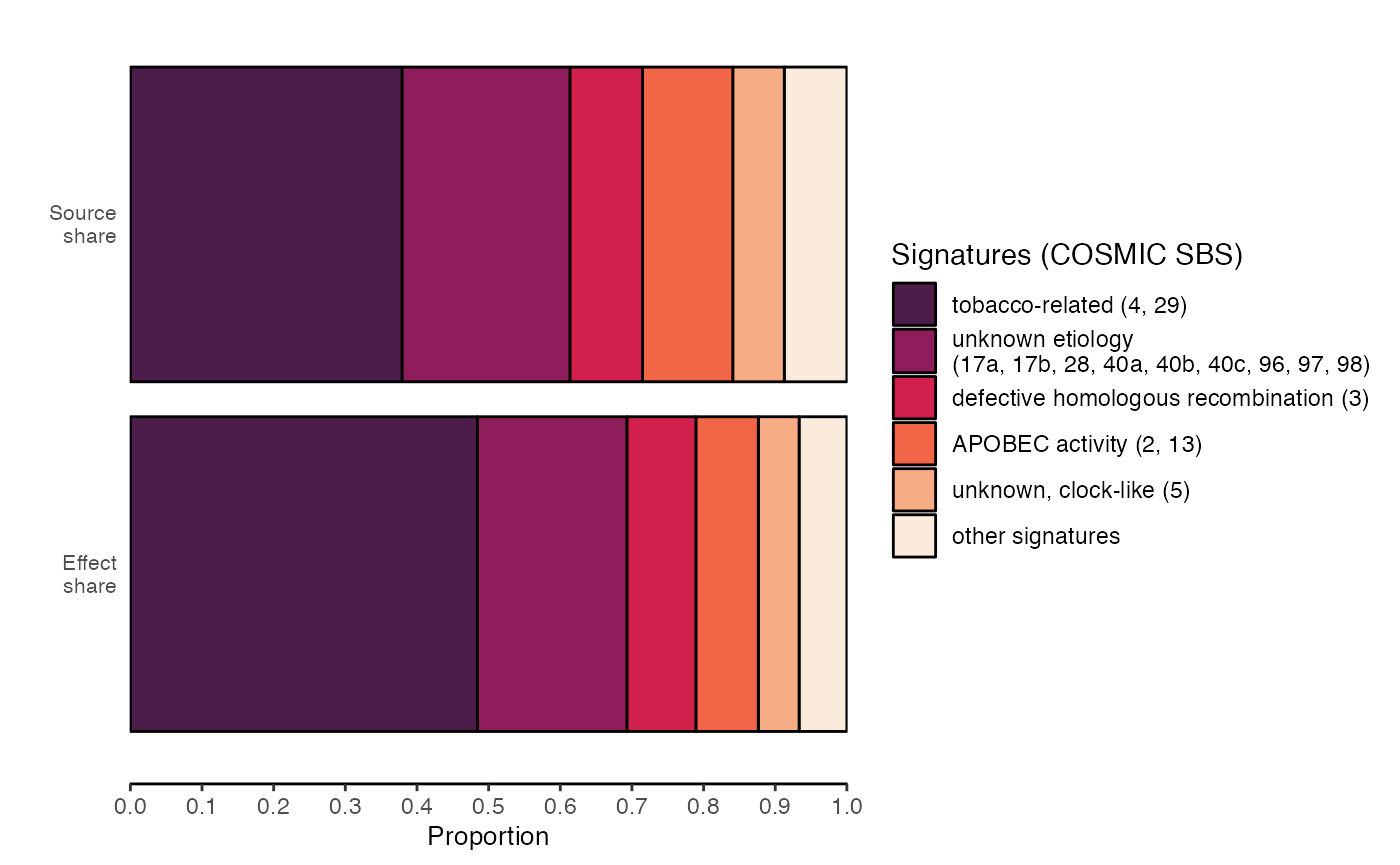 Source
share
Effect
share
0.0 0.1 0.2 0.3 0.4 0.5 0.6 0.7 0.8 0.9 1.0
Proportion
Signatures (COSMIC SBS)
tobacco-related (4, 29)
unknown etiology
(17a, 17b, 28, 40a, 40b, 40c, 96, 97, 98)
defective homologous recombination (3)
APOBEC activity (2, 13)
unknown, clock-like (5)
other signatures